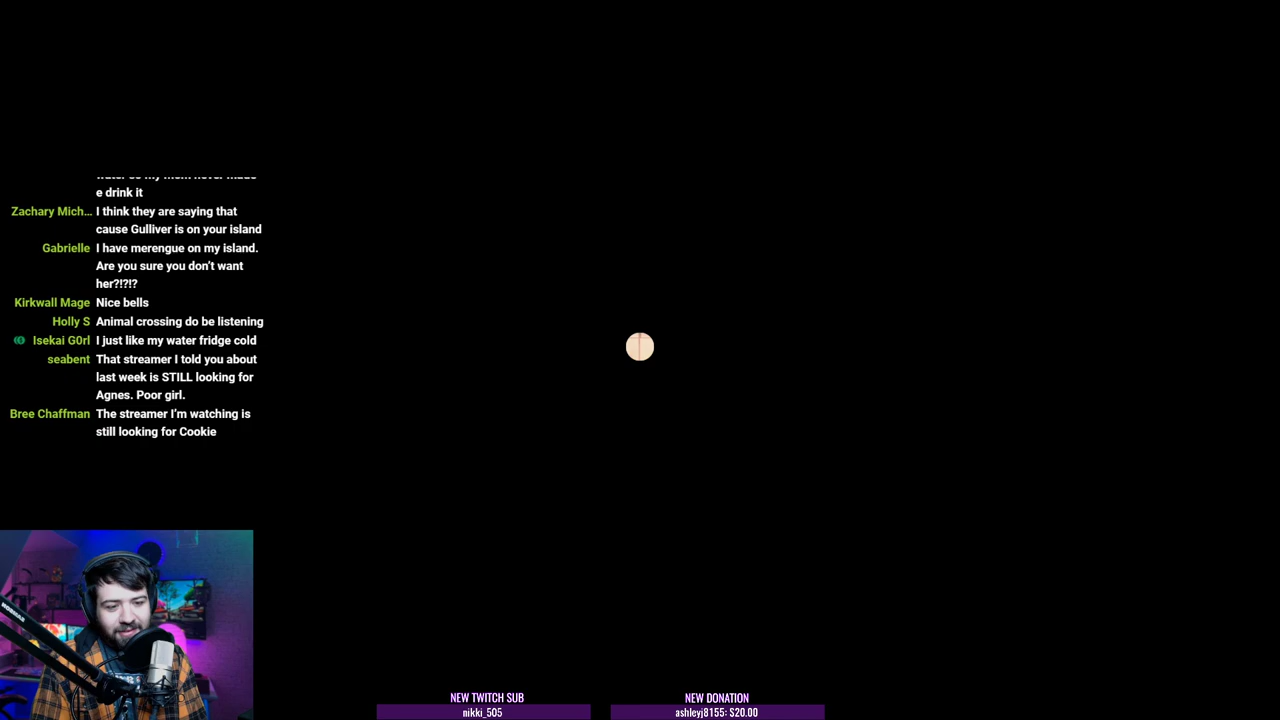 e drink it
Zachary Mich... I think they are saying that
cause Gulliver is on your island
Gabrielle I have merengue on my island.
Are you sure you don't want
her?!?!?
Kirkwall Mage Nice bells
Holly S Animal crossing do be listening
Isekai G0rl I just like my water fridge cold
seabent That streamer I told you about
last week is STILL looking for
Agnes. Poor girl.
Bree Chaffman The streamer I'm watching is
still looking for Cookie
NEW TWITCH SUB
nikki_505
NEW DONATION
ashleyj8155: $20.00